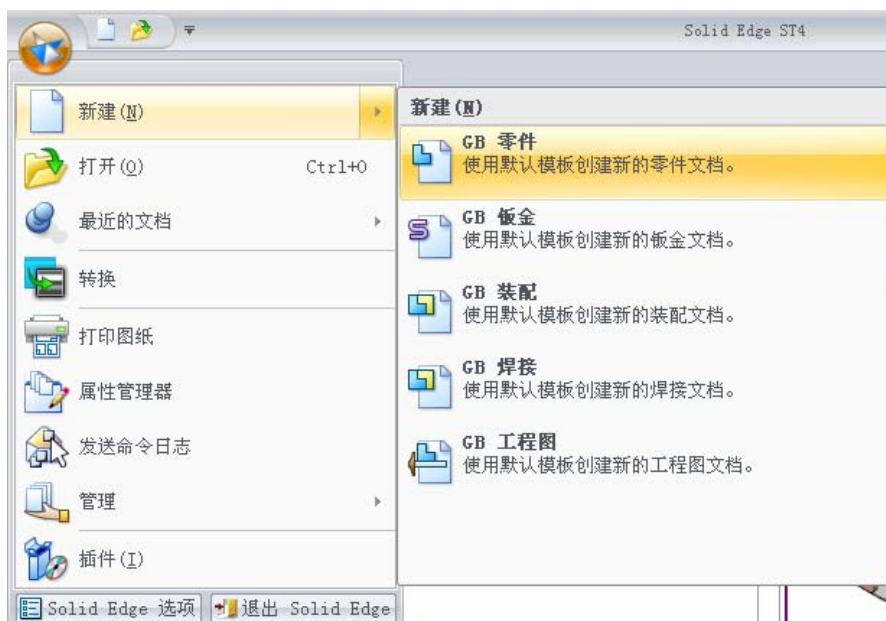 Solid Edge ST4
新建(N)
打开(O) Ctrl+O
最近的文档
转换
打印图纸
属性管理器
发送命令日志
管理
插件(I)
Solid Edge 选项
退出 Solid Edge
新建(N)
GB 零件
使用默认模板创建新的零件文档。
GB 钣金
使用默认模板创建新的钣金文档。
GB 装配
使用默认模板创建新的装配文档。
GB 焊接
使用默认模板创建新的焊接文档。
GB 工程图
使用默认模板创建新的工程图文档。